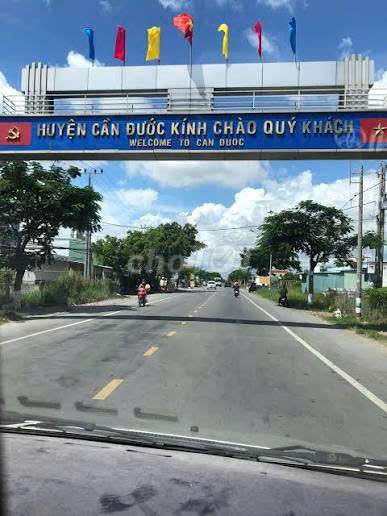 HUYỆN CẦN ĐƯỚC KÍNH CHÀO QUÝ KHÁCH
WELCOME TO CAN DUOC